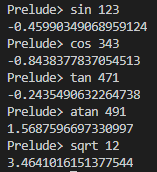 Prelude> sin 123
-0.45990349068959124
Prelude> cos 343
-0.8438377837054513
Prelude> tan 471
-0.2435490632264738
Prelude> atan 491
1.5687596697330997
Prelude> sqrt 12
3.4641016151377544